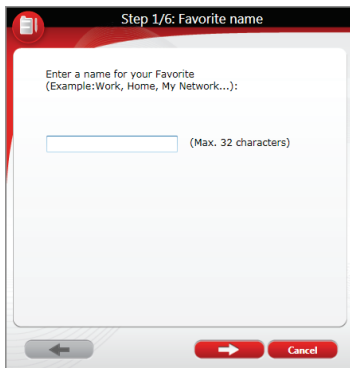 Step 1/6: Favorite name
Enter a name for your Favorite
(Example:Work, Home, My Network...):
(Max. 32 characters)
Cancel